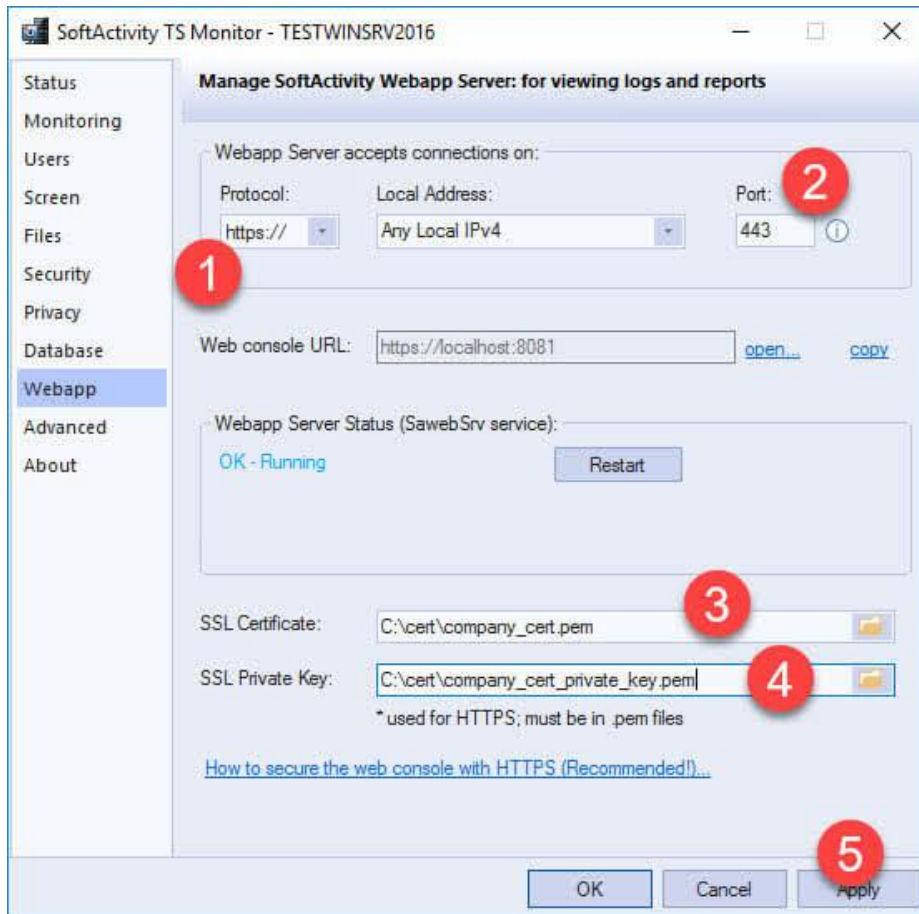 SoftActivity TS Monitor - TESTWINSRV2016
Status
Monitoring
Users
Screen
Files
Security
Privacy
Database
Webapp
Advanced
About
Manage SoftActivity Webapp Server: for viewing logs and reports
Webapp Server accepts connections on:
2
Protocol: Local Address: Port:
https:// Any Local IPv4 443
1
Web console URL: https://localhost:8081 open... copy
Webapp Server Status (SawebSrv service):
OK - Running Restart
3
SSL Certificate: C:\cert\company_cert.pem
4
SSL Private Key: C:\cert\company_cert_private_key.pem
* used for HTTPS; must be in .pem files
How to secure the web console with HTTPS (Recommended!)...
5
OK Cancel Apply